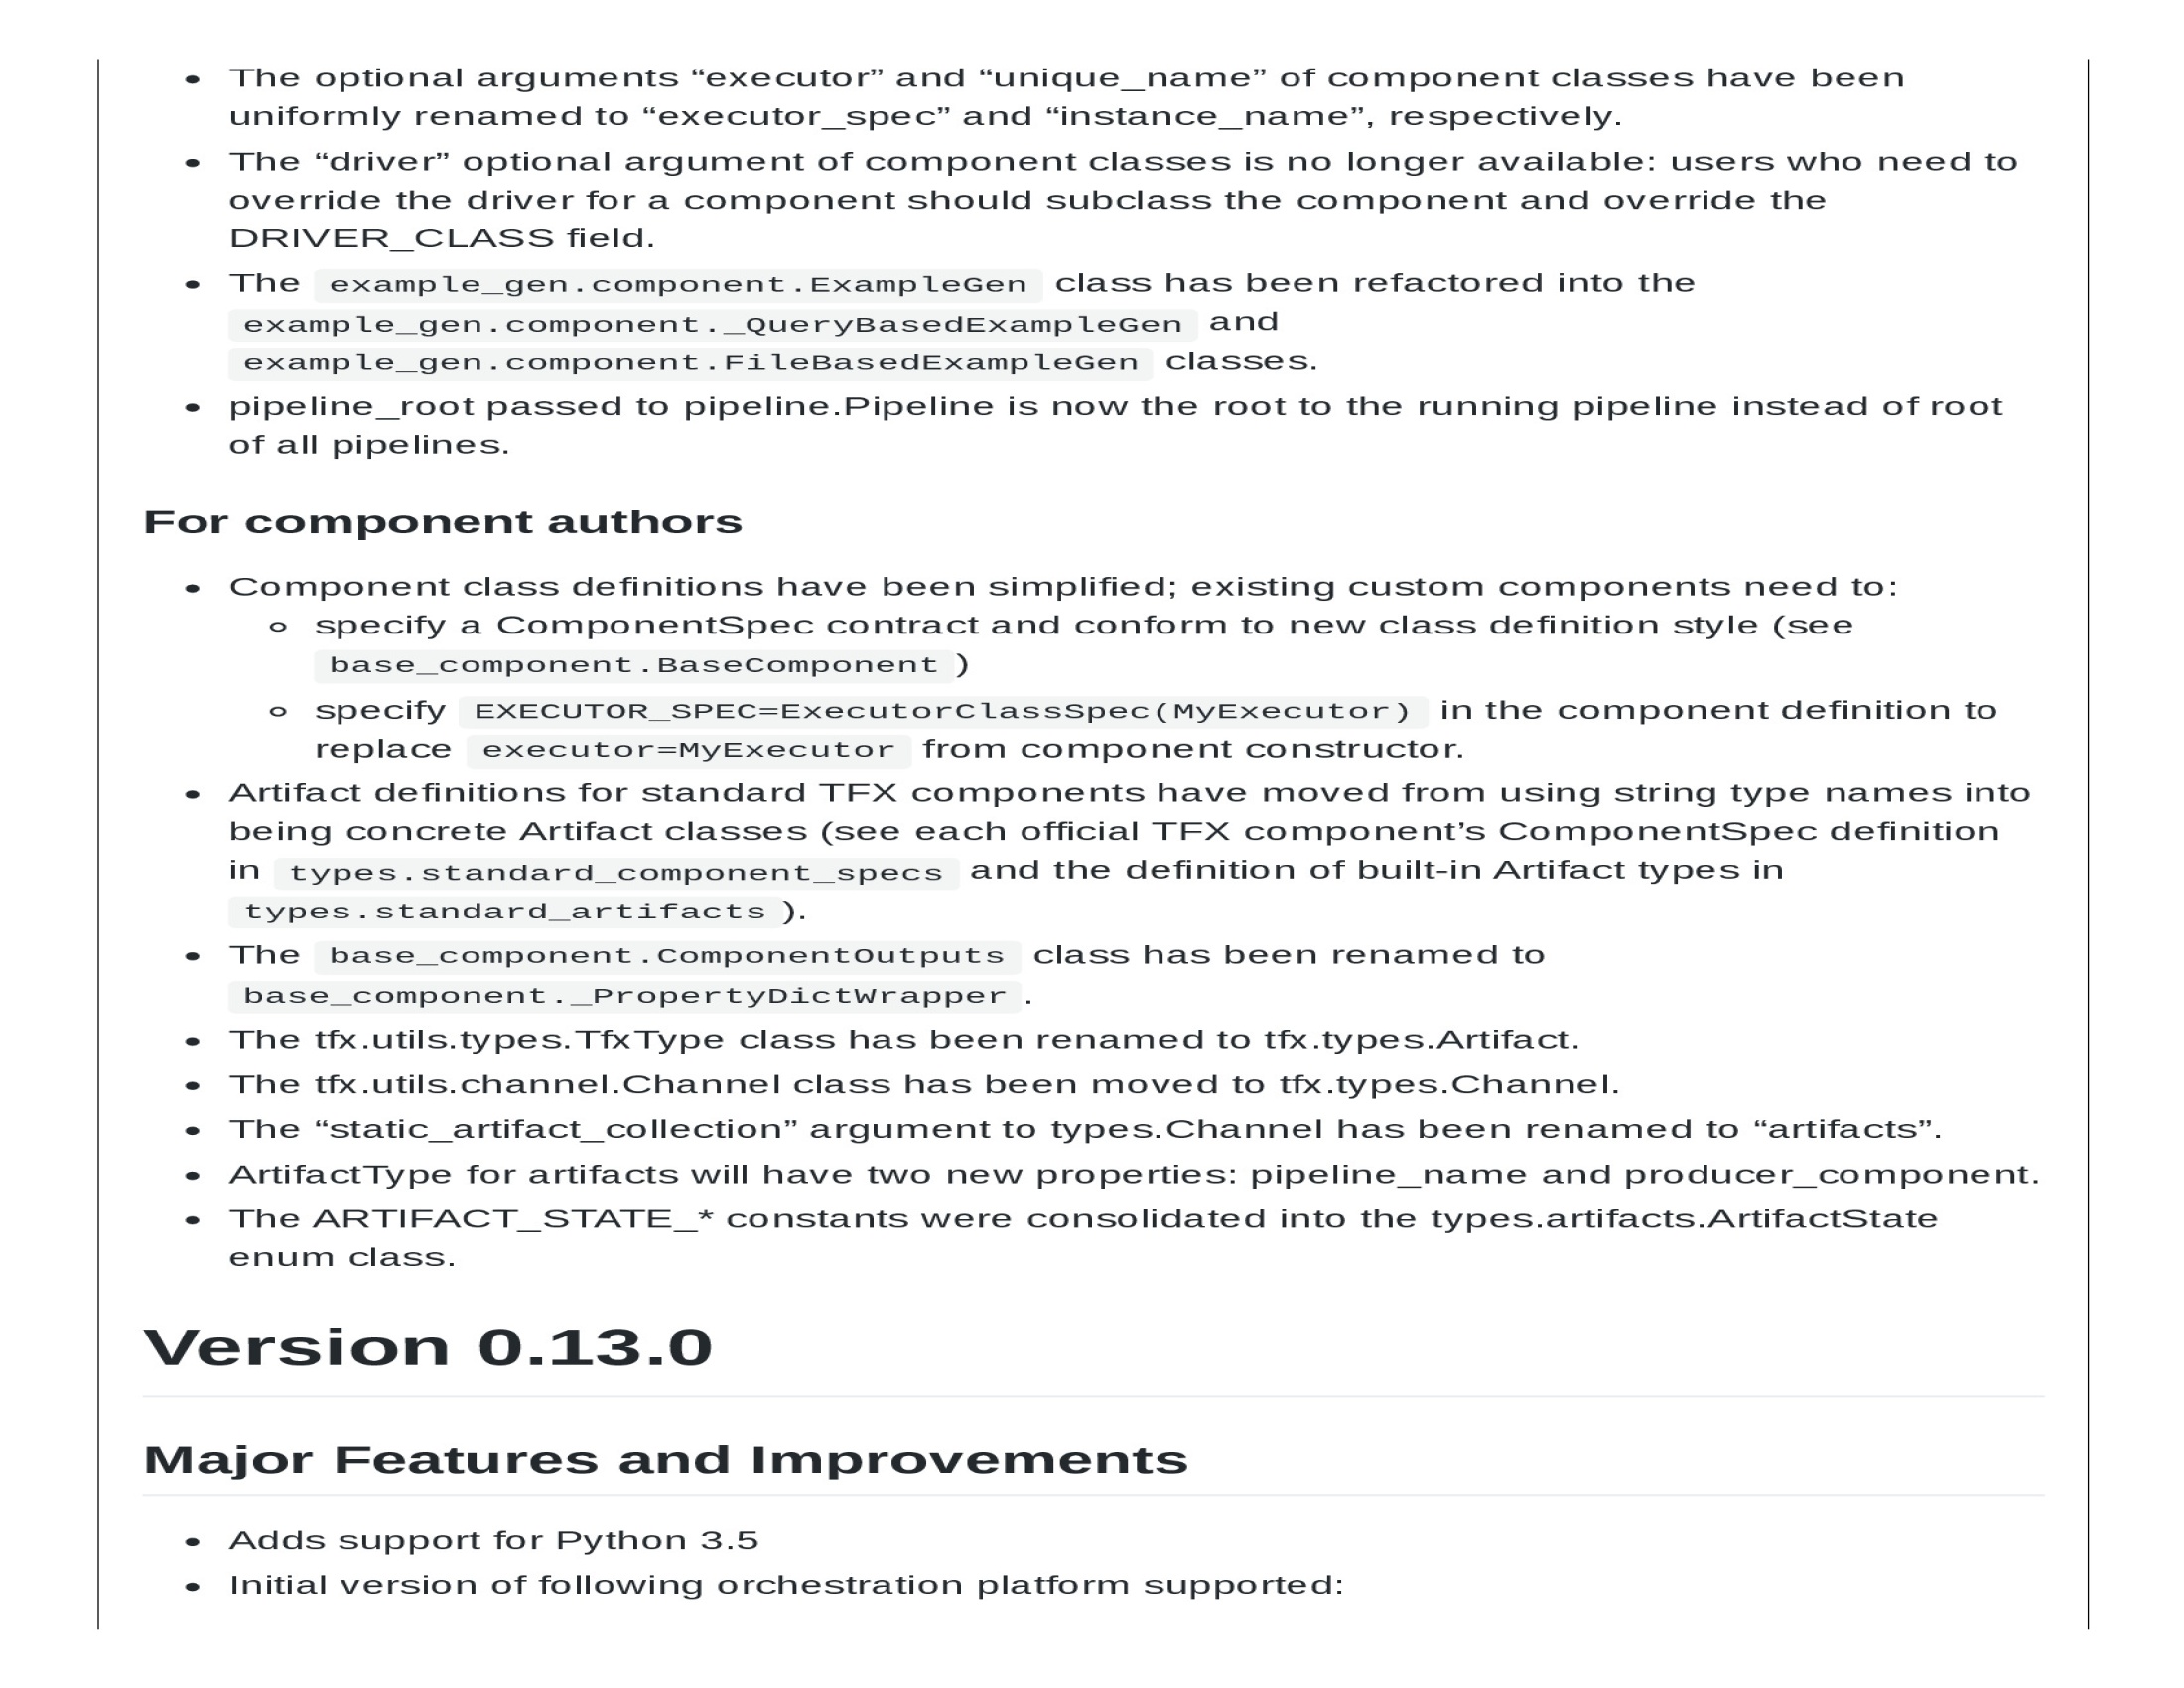 • The optional arguments “executor” and “unique_name” of component classes have been
uniformly renamed to “executor_spec” and “instance_name”, respectively.
• The “driver” optional argument of component classes is no longer available: users who need to
override the driver for a component should subclass the component and override the
DRIVER_CLASS field.
• The example_gen.component.ExampleGen class has been refactored into the
example_gen.component._QueryBasedExampleGen and
example_gen.component.FileBasedExampleGen classes.
• pipeline_root passed to pipeline.Pipeline is now the root to the running pipeline instead of root
of all pipelines.
For component authors
• Component class definitions have been simplified; existing custom components need to:
◦ specify a ComponentSpec contract and conform to new class definition style (see
base_component.BaseComponent )
◦ specify EXECUTOR_SPEC=ExecutorClassSpec(MyExecutor) in the component definition to
replace executor=MyExecutor from component constructor.
• Artifact definitions for standard TFX components have moved from using string type names into
being concrete Artifact classes (see each official TFX component’s ComponentSpec definition
in types.standard_component_specs and the definition of built-in Artifact types in
types.standard_artifacts ).
• The base_component.ComponentOutputs class has been renamed to
base_component._PropertyDictWrapper .
• The tfx.utils.types.TfxType class has been renamed to tfx.types.Artifact.
• The tfx.utils.channel.Channel class has been moved to tfx.types.Channel.
• The “static_artifact_collection” argument to types.Channel has been renamed to “artifacts”.
• ArtifactType for artifacts will have two new properties: pipeline_name and producer_component.
• The ARTIFACT_STATE_* constants were consolidated into the types.artifacts.ArtifactState
enum class.
Version 0.13.0
Major Features and Improvements
• Adds support for Python 3.5
• Initial version of following orchestration platform supported: